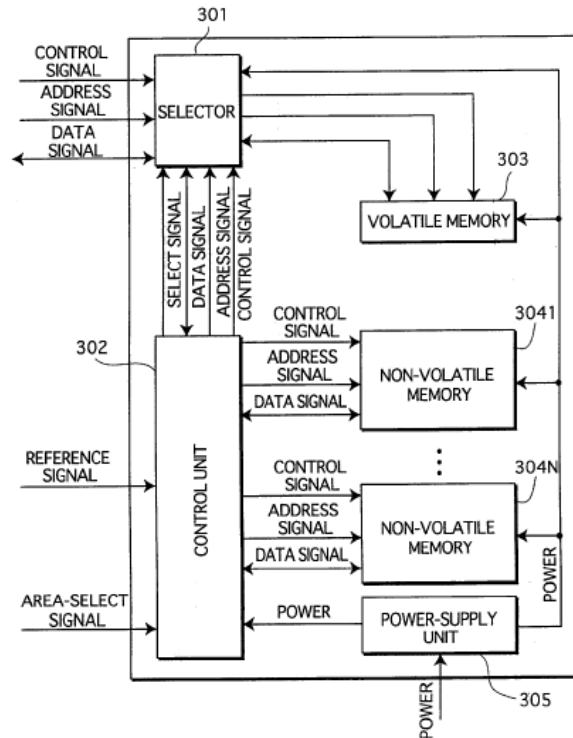 301
CONTROL
SIGNAL
ADDRESS
SIGNAL
DATA
SIGNAL
SELECTOR
303
VOLATILE MEMORY
SELECT SIGNAL
DATA SIGNAL
ADDRESS SIGNAL
CONTROL SIGNAL
302
CONTROL
SIGNAL
ADDRESS
SIGNAL
DATA SIGNAL
3041
NON-VOLATILE
MEMORY
REFERENCE
SIGNAL
CONTROL UNIT
CONTROL
SIGNAL
ADDRESS
SIGNAL
DATA SIGNAL
304N
NON-VOLATILE
MEMORY
AREA-SELECT
SIGNAL
POWER
POWER-SUPPLY
UNIT
POWER
305
POWER